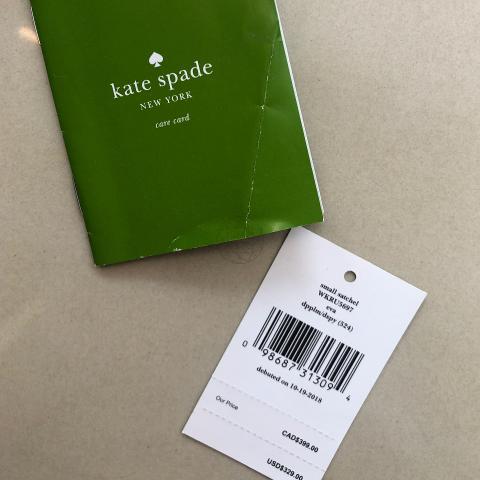 kate spade
NEW YORK
care card
small satchel
WKRU5697
eva
dpplm/dspy (524)
0 98687 31309 4
debuted on 10-19-2018
Our Price
CAD$399.00
USD$329.00